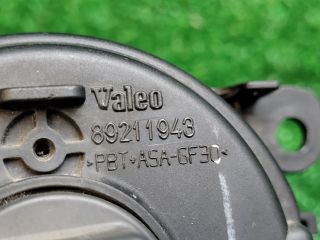 Valeo
89211943
>PBT+ASA-GF30<